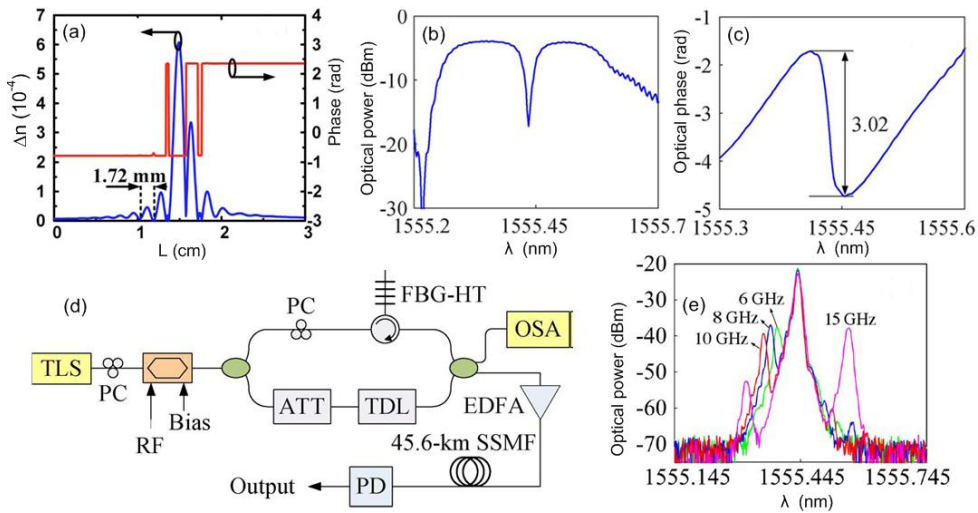 (a)
7
6
5
4
3
2
1
0
Δn (10⁻⁴)
1.72 mm
4
3
2
1
0
-1
-2
-3
Phase (rad)
0
1
2
3
L (cm)
(b)
0
-10
-20
-30
Optical power (dBm)
1555.2
1555.45
1555.7
λ (nm)
(c)
-1
-2
-3
-4
-5
Optical phase (rad)
3.02
1555.3
1555.45
1555.6
λ (nm)
(d)
TLS
PC
RF
Bias
PC
FBG-HT
ATT
TDL
OSA
EDFA
45.6-km SSMF
PD
Output
(e)
-20
-30
-40
-50
-60
-70
Optical power (dBm)
6 GHz
8 GHz
10 GHz
15 GHz
1555.145
1555.445
1555.745
λ (nm)